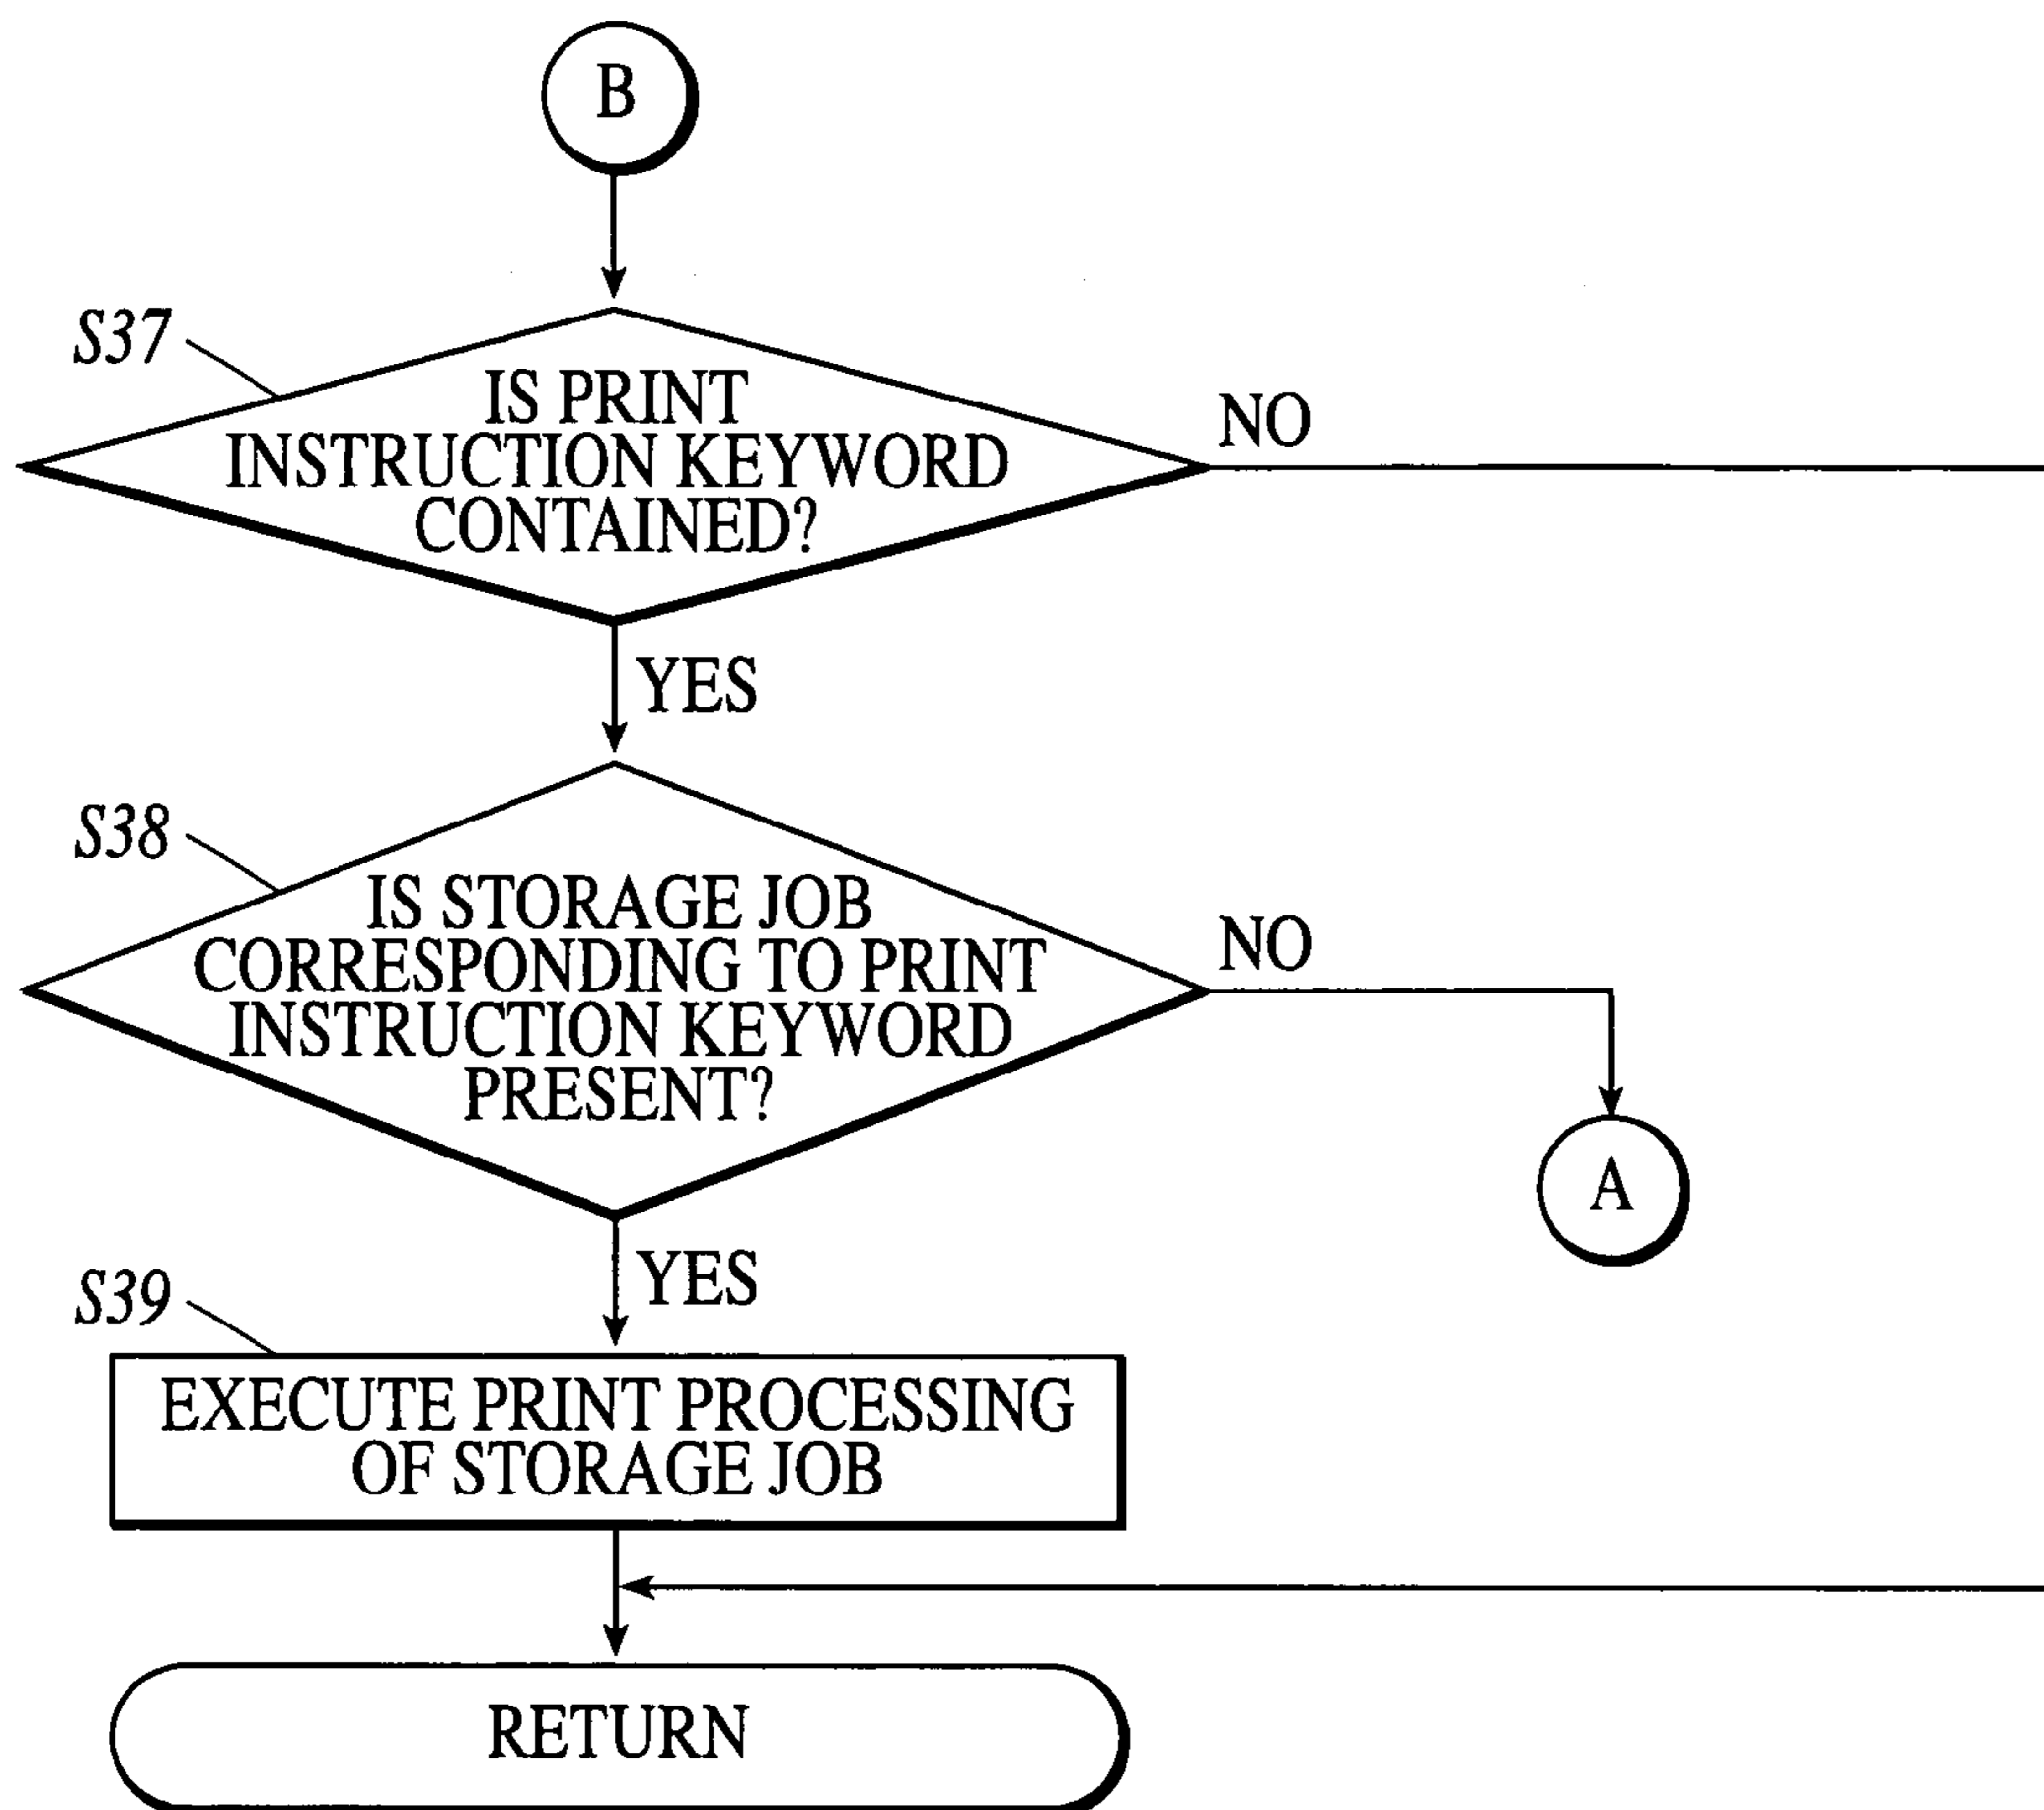 B
S37
IS PRINT
INSTRUCTION KEYWORD
CONTAINED?
NO
YES
S38
IS STORAGE JOB
CORRESPONDING TO PRINT
INSTRUCTION KEYWORD
PRESENT?
NO
A
YES
S39
EXECUTE PRINT PROCESSING
OF STORAGE JOB
RETURN